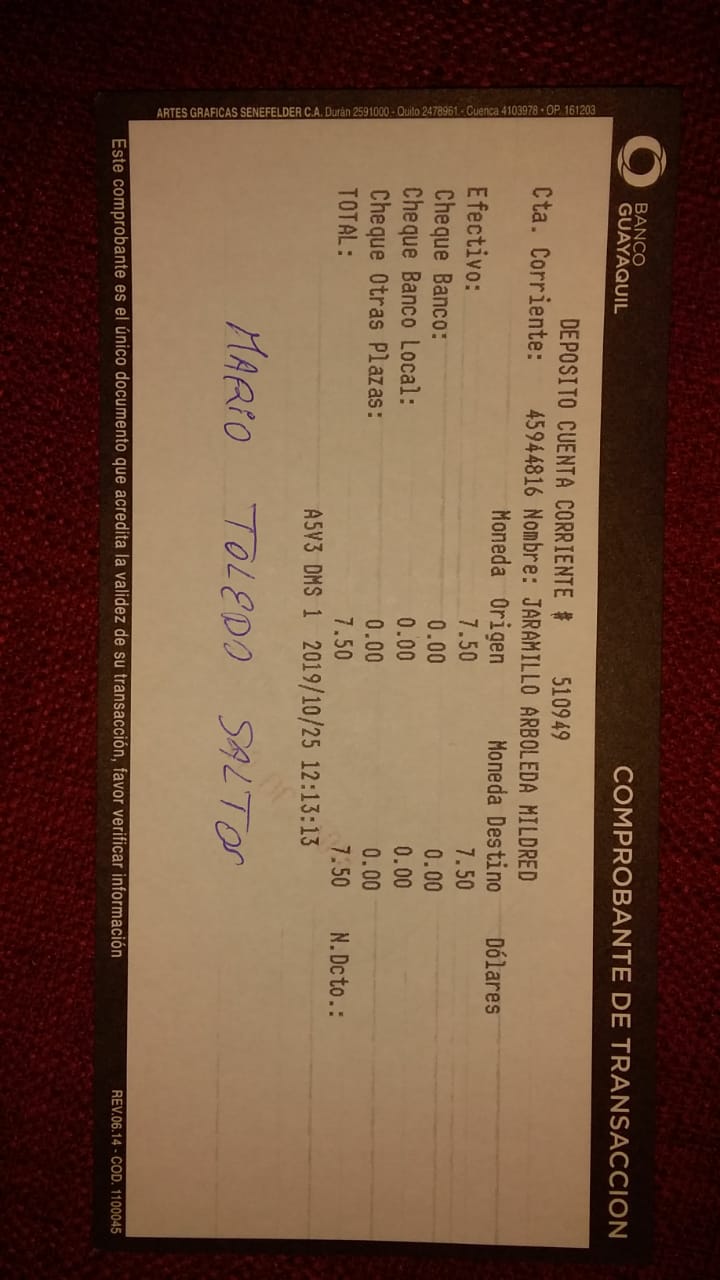 ARTES GRAFICAS SENEFELDER C.A. Durán 2591000 - Quito 2478961 - Cuenca 4103978 • OP. 161203
BANCO
GUAYAQUIL
COMPROBANTE DE TRANSACCION
DEPOSITO CUENTA CORRIENTE # 510949
Cta. Corriente: 45944816 Nombre: JARAMILLO ARBOLEDA MILDRED
Moneda Origen Moneda Destino Dólares
Efectivo: 7.50 7.50
Cheque Banco: 0.00 0.00
Cheque Banco Local: 0.00 0.00
Cheque Otras Plazas: 0.00 0.00
TOTAL: 7.50 7.50 N.Dcto.:
A5V3 DMS 1 2019/10/25 12:13:13
MARIO TOLEDO SALTOS
Este comprobante es el único documento que acredita la validez de su transacción, favor verificar información
REV.06.14 - COD. 1100045